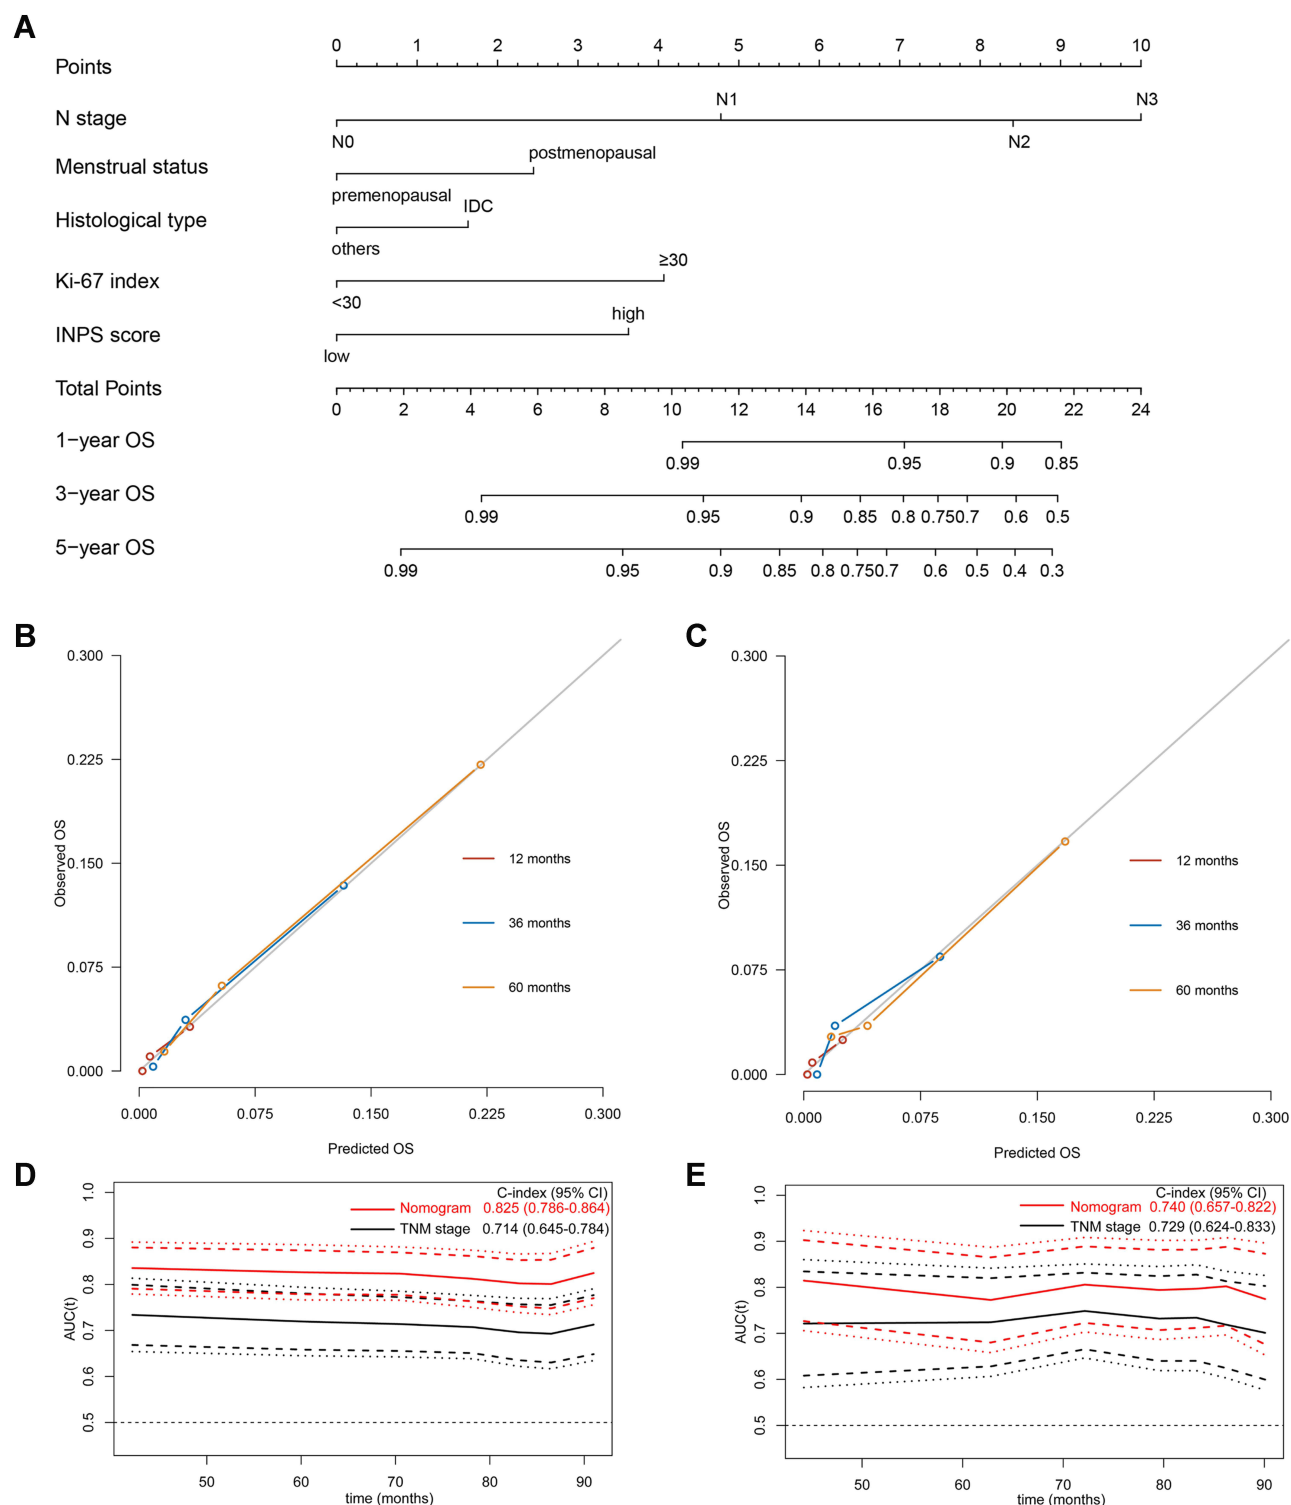 A
0 1 2 3 4 5 6 7 8 9 10
Points
N1 N3
N stage
N0 N2
postmenopausal
Menstrual status
premenopausal
IDC
Histological type
others
≥30
Ki-67 index
<30
high
INPS score
low
Total Points
0 2 4 6 8 10 12 14 16 18 20 22 24
1−year OS
0.99 0.95 0.9 0.85
3−year OS
0.99 0.95 0.9 0.85 0.8 0.75 0.7 0.6 0.5
5−year OS
0.99 0.95 0.9 0.85 0.8 0.75 0.7 0.6 0.5 0.4 0.3
B
0.300
0.225
0.150
0.075
0.000
Observed OS
12 months
36 months
60 months
0.000 0.075 0.150 0.225 0.300
Predicted OS
C
0.300
0.225
0.150
0.075
0.000
Observed OS
12 months
36 months
60 months
0.000 0.075 0.150 0.225 0.300
Predicted OS
D
C-index (95% CI)
Nomogram 0.825 (0.786-0.864)
TNM stage 0.714 (0.645-0.784)
1.0
0.9
0.8
0.7
0.6
0.5
AUC(t)
50 60 70 80 90
time (months)
E
C-index (95% CI)
Nomogram 0.740 (0.657-0.822)
TNM stage 0.729 (0.624-0.833)
1.0
0.9
0.8
0.7
0.6
0.5
AUC(t)
50 60 70 80 90
time (months)